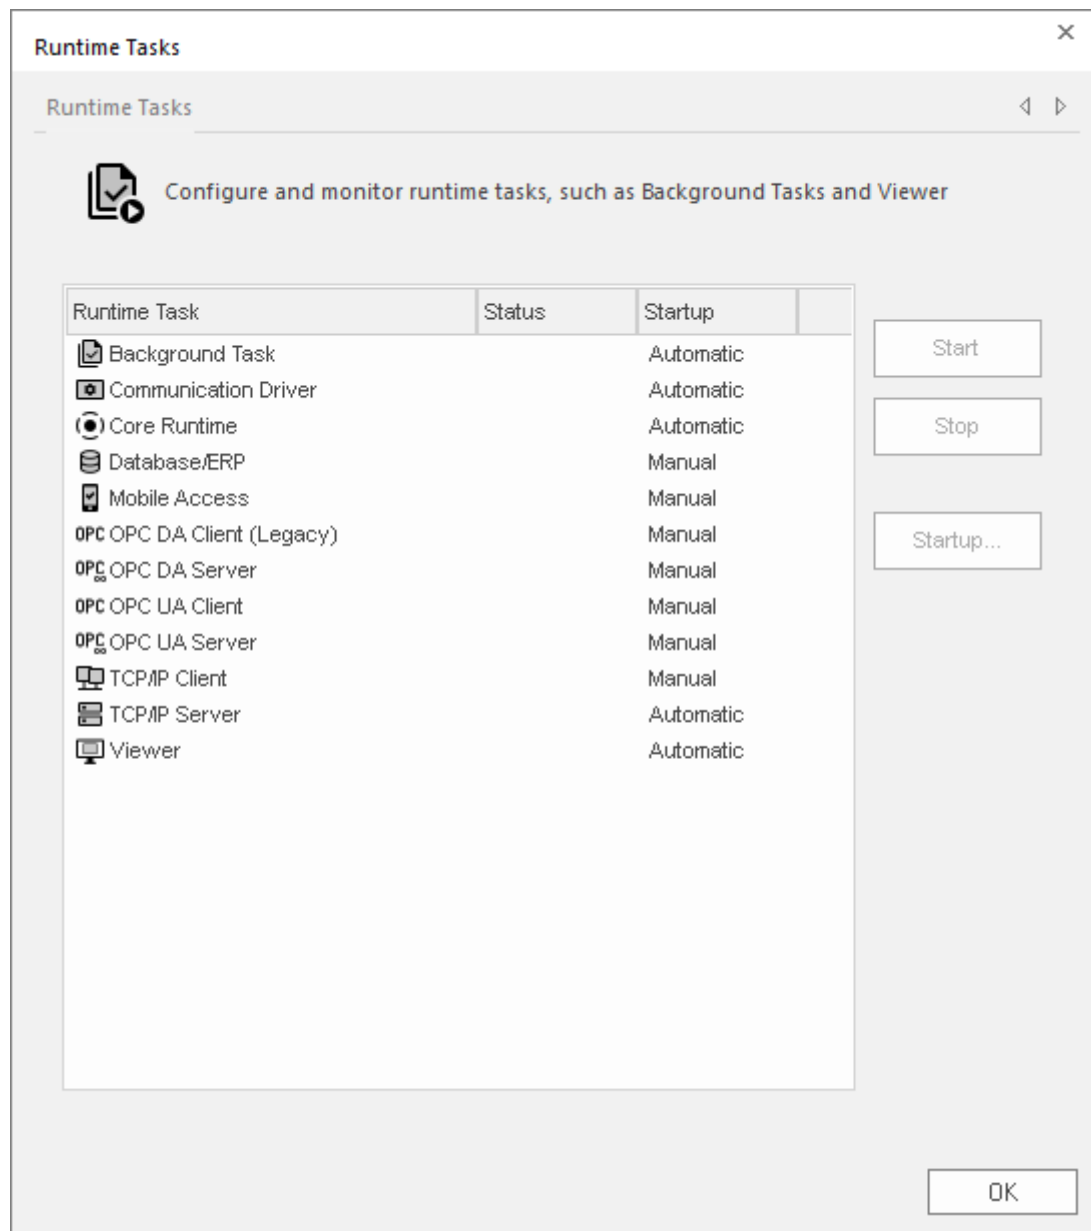 Runtime Tasks
Runtime Tasks
Configure and monitor runtime tasks, such as Background Tasks and Viewer
Runtime Task Status Startup
Background Task Automatic
Start
Communication Driver Automatic
Core Runtime Automatic
Stop
Database/ERP Manual
Mobile Access Manual
OPC OPC DA Client (Legacy) Manual
Startup...
OPC OPC DA Server Manual
OPC OPC UA Client Manual
OPC OPC UA Server Manual
TCP/IP Client Manual
TCP/IP Server Automatic
Viewer Automatic
OK